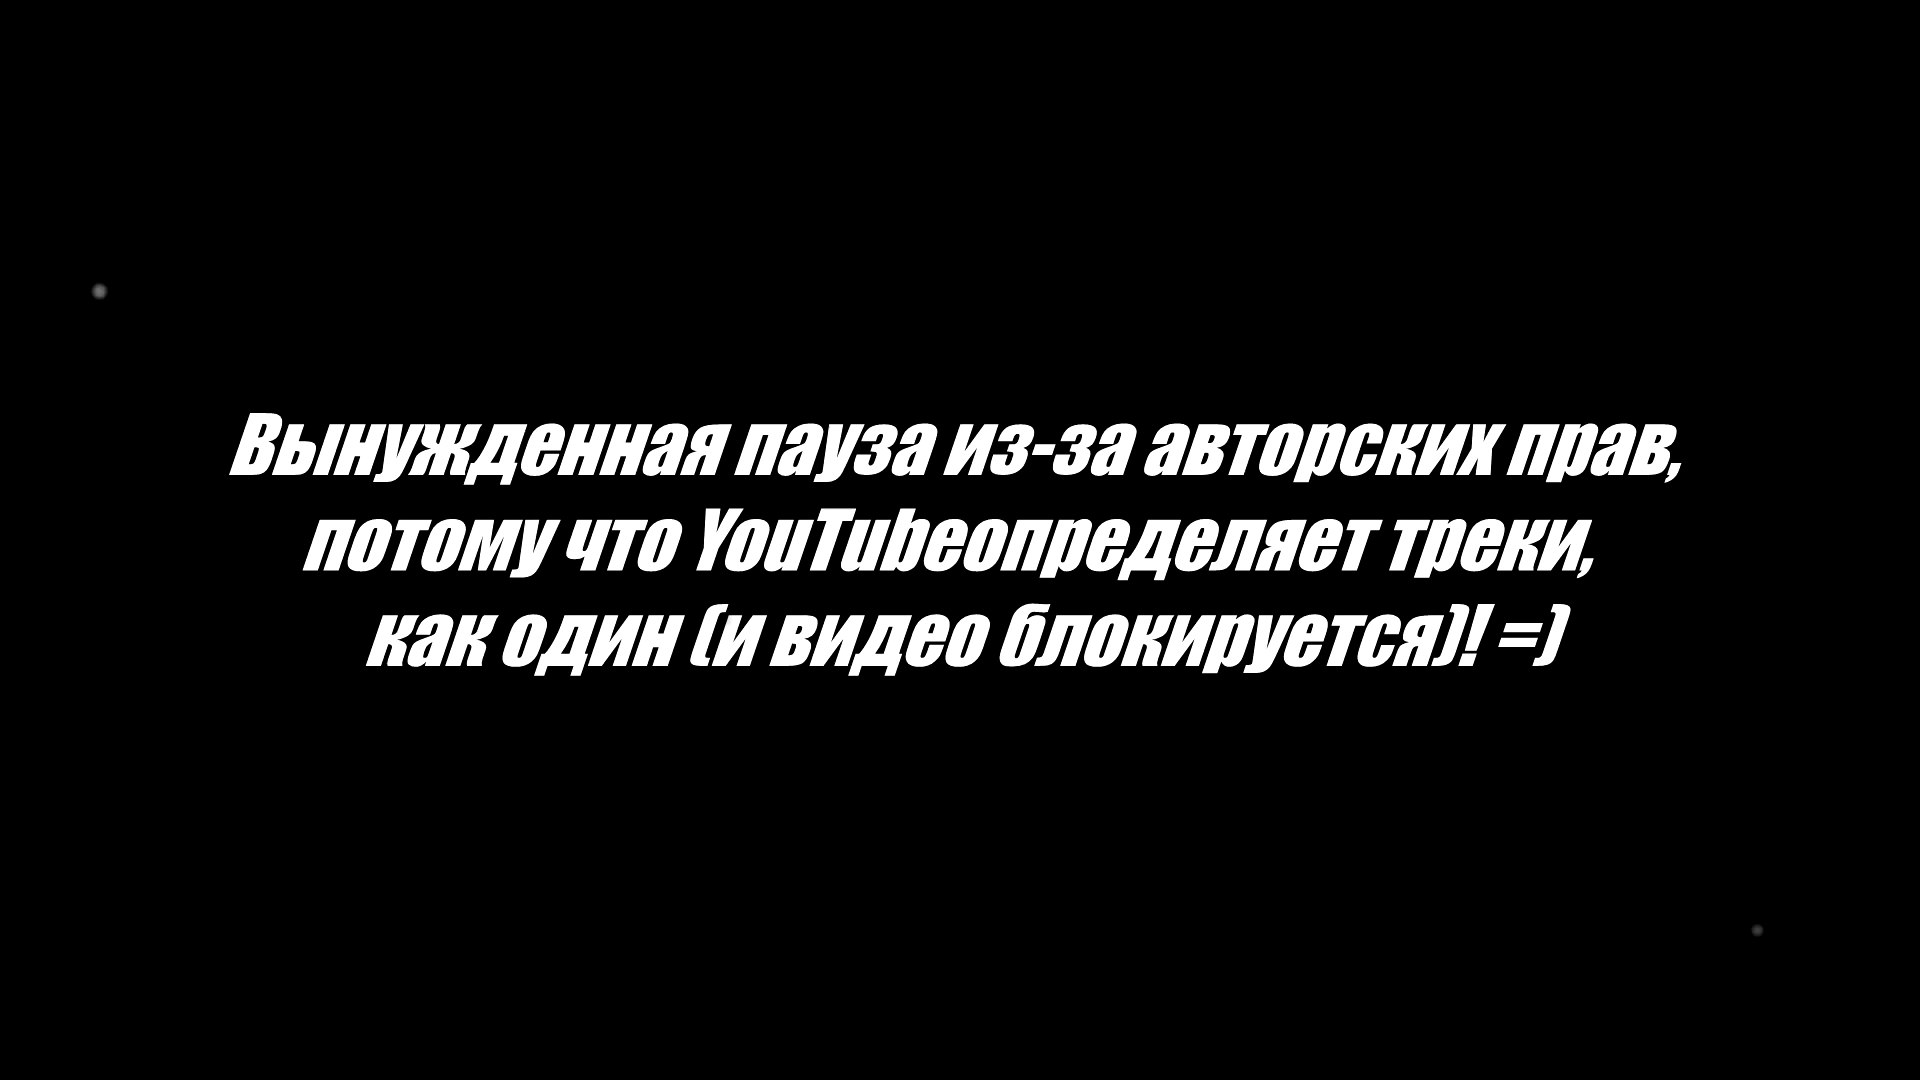 Вынужденная пауза из-за авторских прав,
потому что YouTubeопределяет треки,
как один (и видео блокируется)! =)